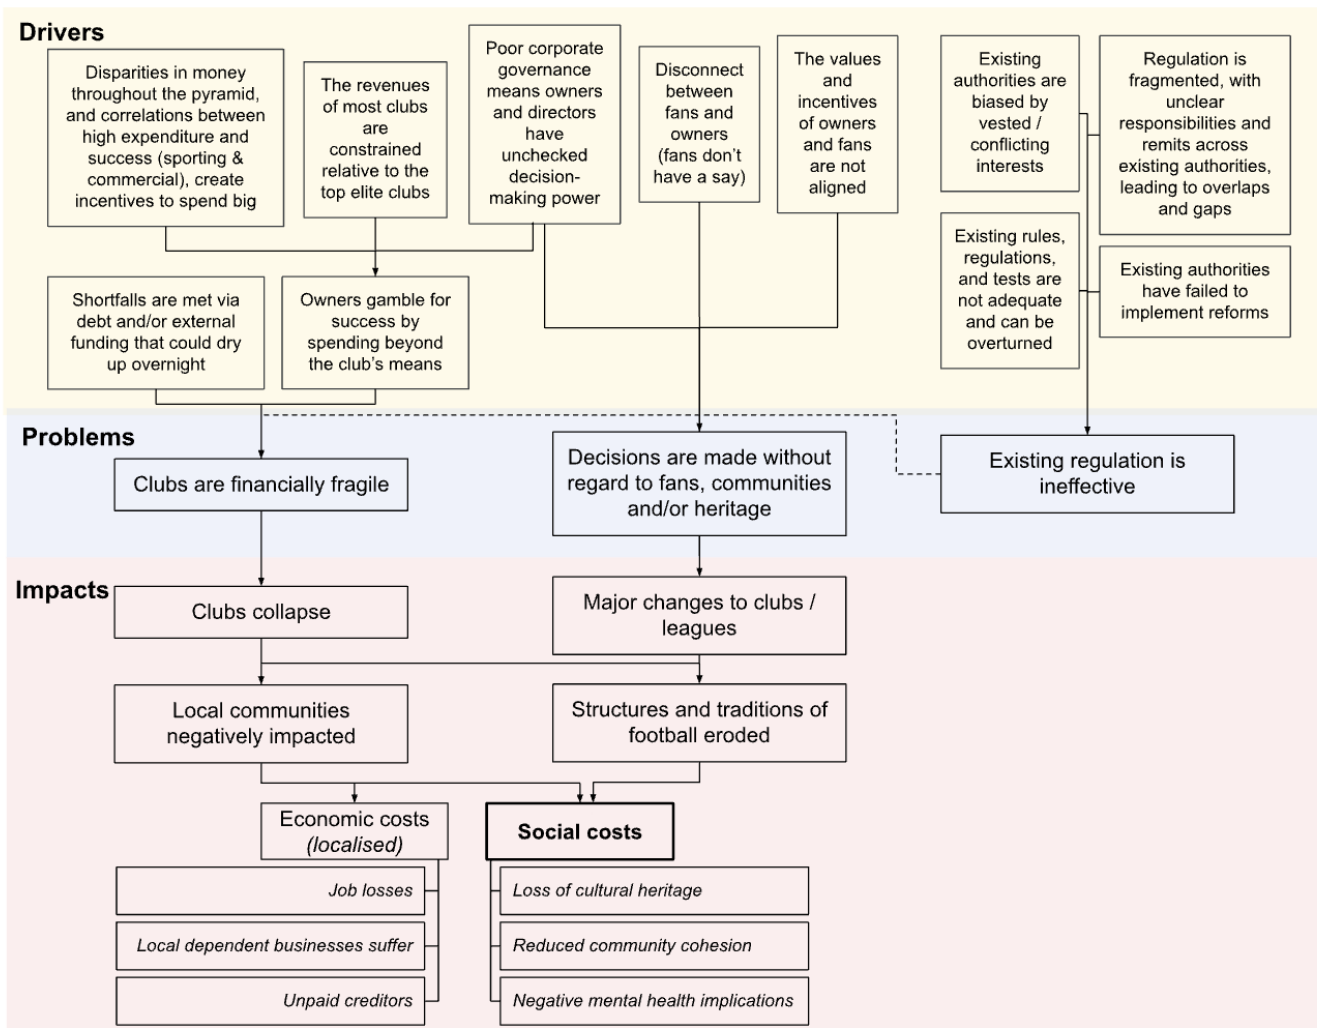 Drivers
Disparities in money
throughout the pyramid,
and correlations between
high expenditure and
success (sporting &
commercial), create
incentives to spend big
The revenues
of most clubs
are
constrained
relative to the
top elite clubs
Poor corporate
governance
means owners
and directors
have
unchecked
decision-
making power
Disconnect
between
fans and
owners
(fans don’t
have a say)
The values
and
incentives
of owners
and fans
are not
aligned
Existing
authorities are
biased by
vested /
conflicting
interests
Regulation is
fragmented, with
unclear
responsibilities and
remits across
existing authorities,
leading to overlaps
and gaps
Shortfalls are met via
debt and/or external
funding that could dry
up overnight
Owners gamble for
success by
spending beyond
the club’s means
Existing rules,
regulations,
and tests are
not adequate
and can be
overturned
Existing authorities
have failed to
implement reforms
Problems
Clubs are financially fragile
Decisions are made without
regard to fans, communities
and/or heritage
Existing regulation is
ineffective
Impacts
Clubs collapse
Major changes to clubs /
leagues
Local communities
negatively impacted
Structures and traditions of
football eroded
Economic costs
(localised)
Social costs
Job losses
Local dependent businesses suffer
Unpaid creditors
Loss of cultural heritage
Reduced community cohesion
Negative mental health implications